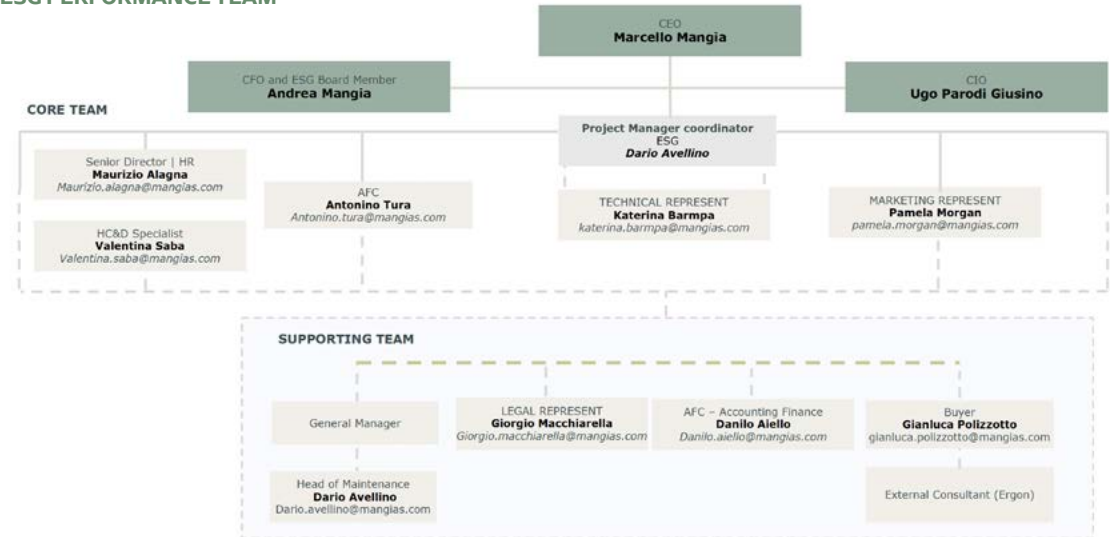 ESG PERFORMANCE TEAM
CEO
Marcello Mangia
CFO and ESG Board Member
Andrea Mangia
CIO
Ugo Parodi Giusino
CORE TEAM
Project Manager coordinator
ESG
Dario Avellino
Senior Director | HR
Maurizio Alagna
Maurizio.alagna@mangias.com
AFC
Antonino Tura
Antonino.tura@mangias.com
TECHNICAL REPRESENT
Katerina Barmpa
katerina.barmpa@mangias.com
MARKETING REPRESENT
Pamela Morgan
pamela.morgan@mangias.com
HC&D Specialist
Valentina Saba
Valentina.saba@mangias.com
SUPPORTING TEAM
General Manager
LEGAL REPRESENT
Giorgio Macchiarella
Giorgio.macchiarella@mangias.com
AFC – Accounting Finance
Danilo Aiello
Danilo.aiello@mangias.com
Buyer
Gianluca Polizzotto
gianluca.polizzotto@mangias.com
Head of Maintenance
Dario Avellino
Dario.avellino@mangias.com
External Consultant (Ergon)